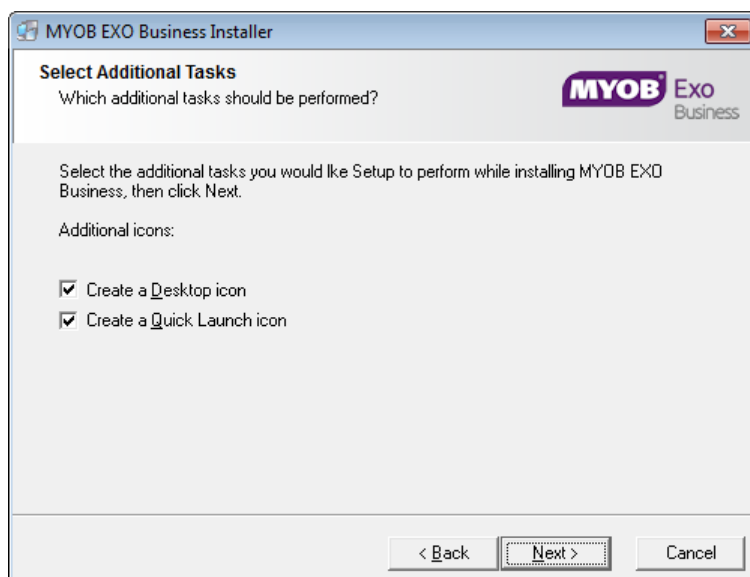 MYOB EXO Business Installer
Select Additional Tasks
Which additional tasks should be performed?
MYOB Exo
Business
Select the additional tasks you would lke Setup to perform while installing MYOB EXO
Business, then click Next.
Additional icons:
Create a Desktop icon
Create a Quick Launch icon
< Back Next > Cancel